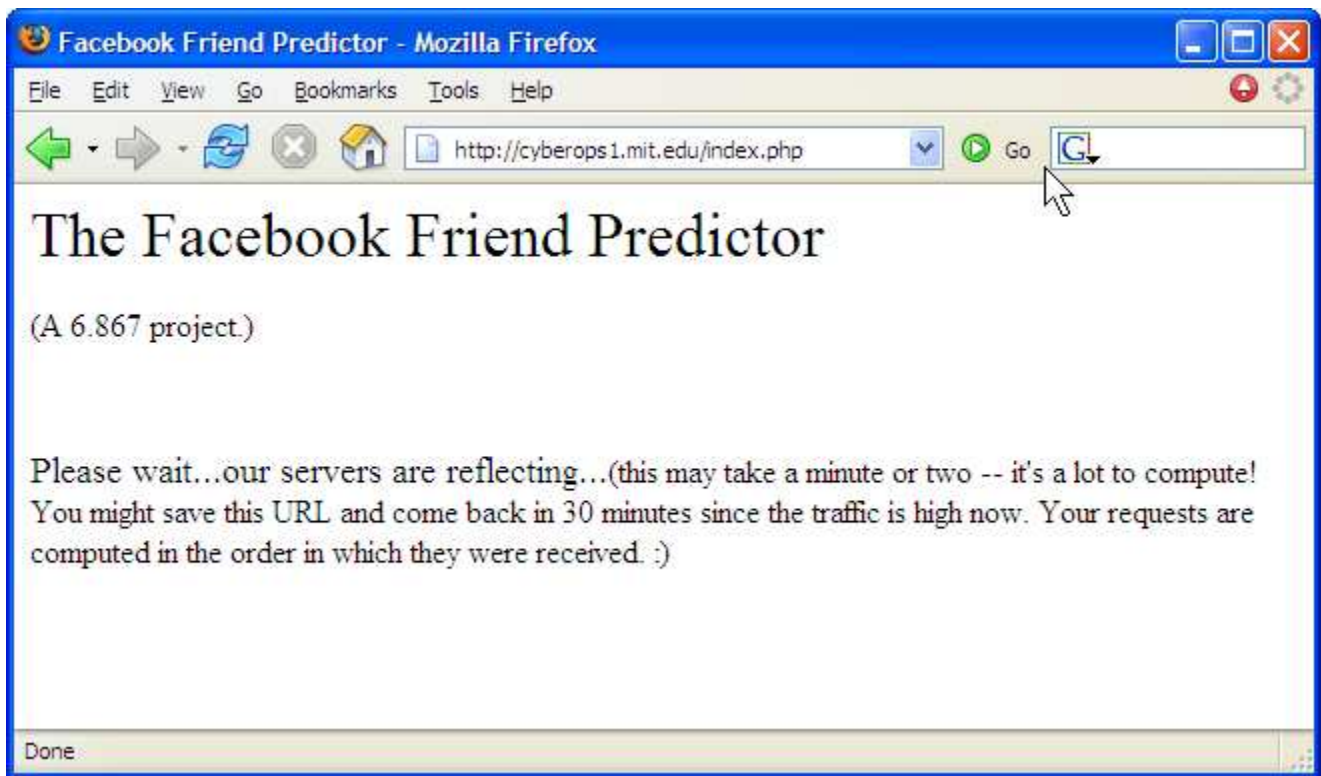 Facebook Friend Predictor - Mozilla Firefox
File Edit View Go Bookmarks Tools Help
http://cyberops1.mit.edu/index.php Go G
The Facebook Friend Predictor
(A 6.867 project.)
Please wait...our servers are reflecting...(this may take a minute or two -- it's a lot to compute!
You might save this URL and come back in 30 minutes since the traffic is high now. Your requests are
computed in the order in which they were received. :)
Done